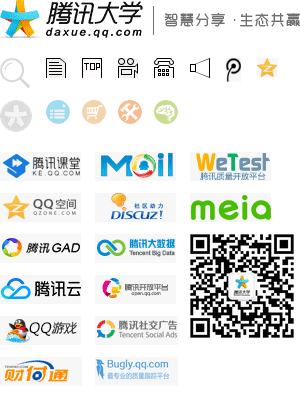 腾讯大学
daxue.qq.com
智慧分享·生态共赢
TOP
腾讯课堂
KE.QQ.COM
Mail
WeTest
腾讯质量开放平台
QQ空间
QZONE.COM
社区动力
Discuz!
meia
腾讯GAD
腾讯大数据
Tencent Big Data
腾讯云
腾讯开放平台
open.qq.com
QQ游戏
腾讯社交广告
Tencent Social Ads
财付通
Bugly.qq.com
最专业的质量跟踪平台